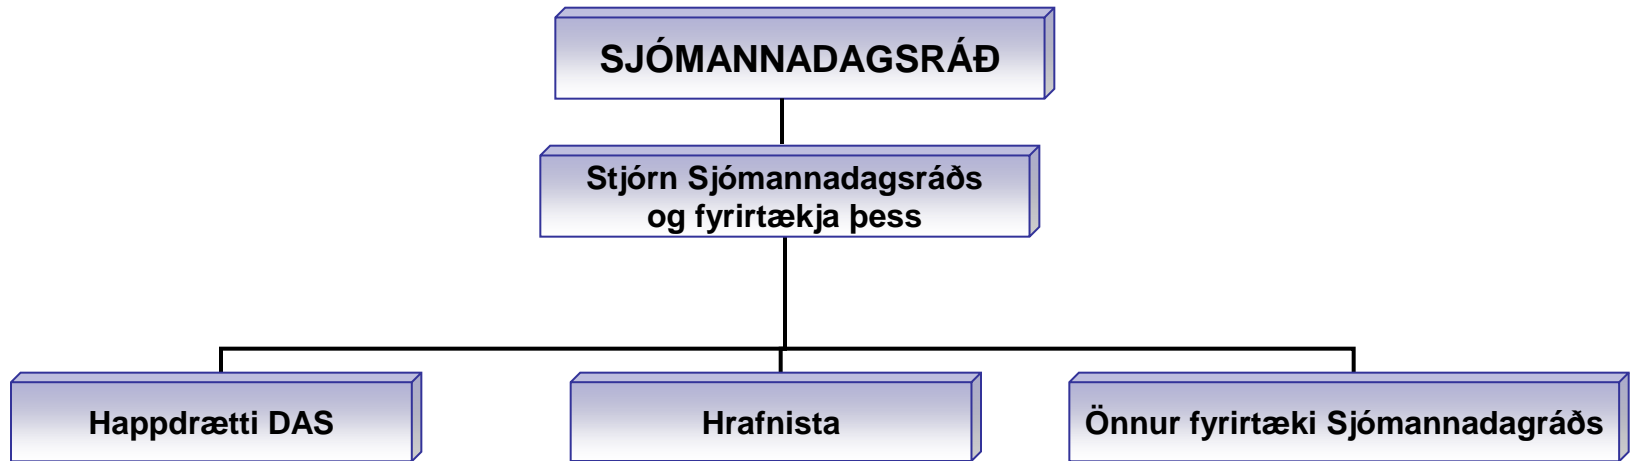 SJÓMANNADAGSRÁÐ
Stjórn Sjómannadagsráðs
og fyrirtækja þess
Happdrætti DAS
Hrafnista
Önnur fyrirtæki Sjómannadagráðs